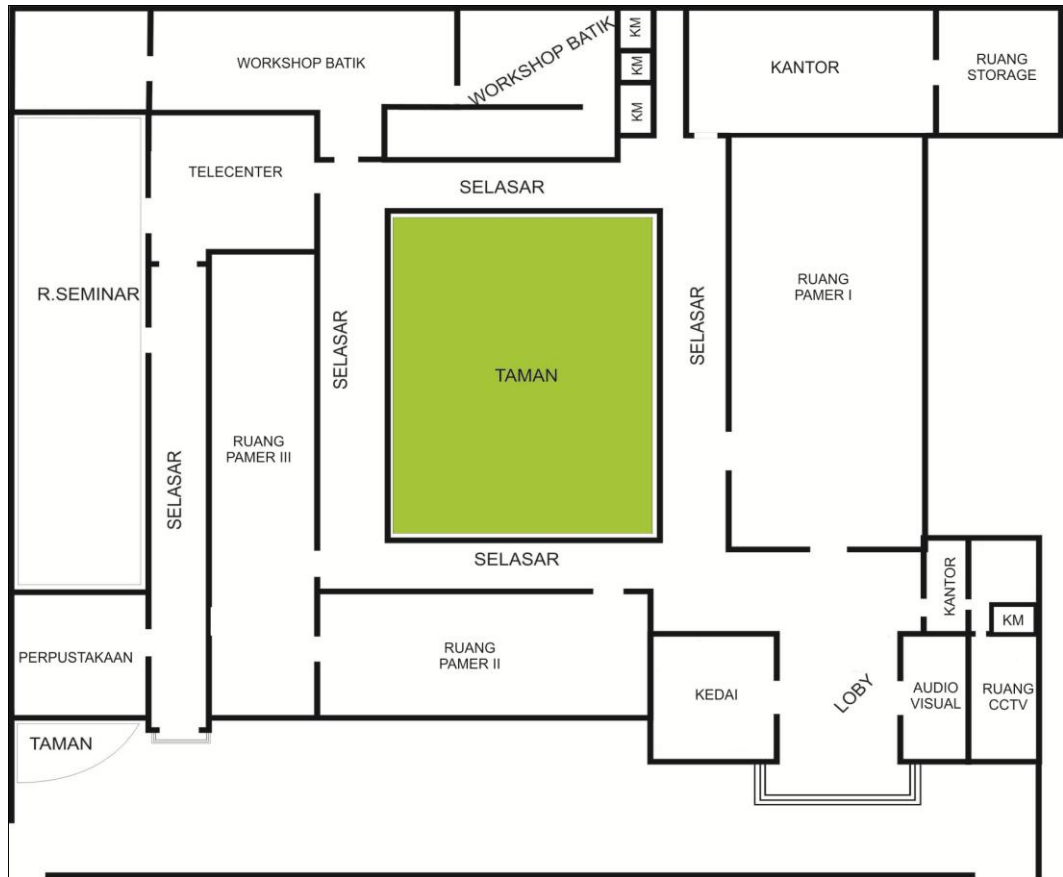 WORKSHOP BATIK
WORKSHOP BATIK
KM
KM
KM
KANTOR
RUANG
STORAGE
TELECENTER
SELASAR
R.SEMINAR
SELASAR
TAMAN
SELASAR
RUANG
PAMER I
SELASAR
RUANG
PAMER III
SELASAR
KANTOR
KM
PERPUSTAKAAN
RUANG
PAMER II
KEDAI
LOBY
AUDIO
VISUAL
RUANG
CCTV
TAMAN